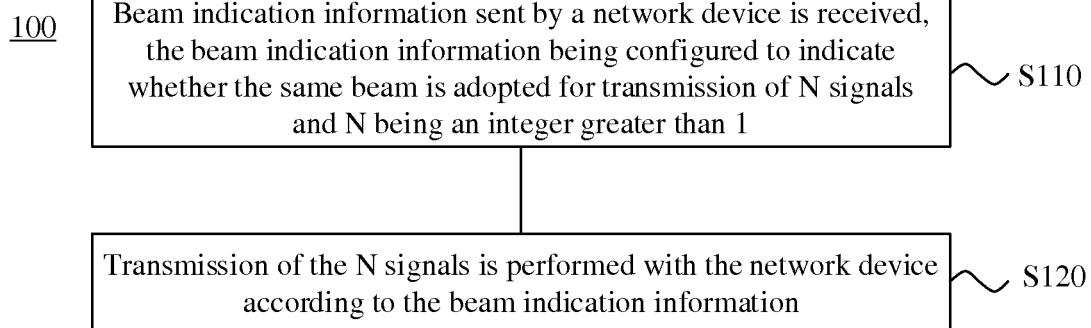 100
Beam indication information sent by a network device is received,
the beam indication information being configured to indicate
whether the same beam is adopted for transmission of N signals
and N being an integer greater than 1
S110
Transmission of the N signals is performed with the network device
according to the beam indication information
S120